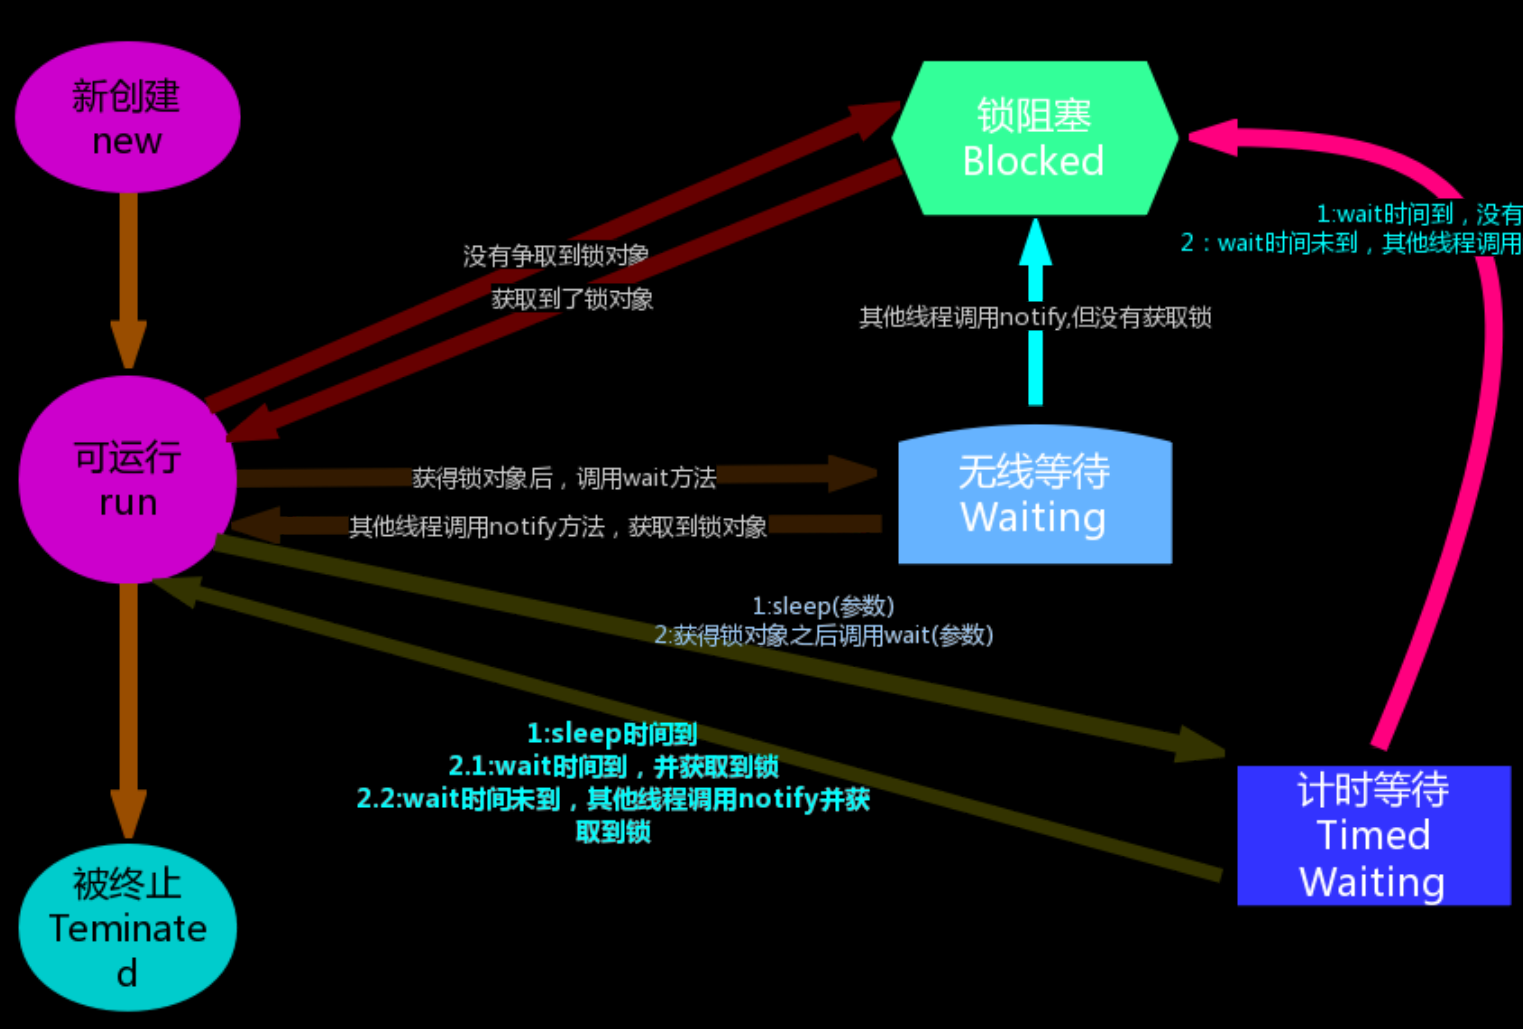 新创建
new
锁阻塞
Blocked
1:wait时间到，没有
2：wait时间未到，其他线程调用
没有争取到锁对象
获取到了锁对象
其他线程调用notify,但没有获取锁
可运行
run
获得锁对象后，调用wait方法
其他线程调用notify方法，获取到锁对象
无线等待
Waiting
1:sleep(参数)
2:获得锁对象之后调用wait(参数)
1:sleep时间到
2.1:wait时间到，并获取到锁
2.2:wait时间未到，其他线程调用notify并获
取到锁
计时等待
Timed
Waiting
被终止
Teminate
d